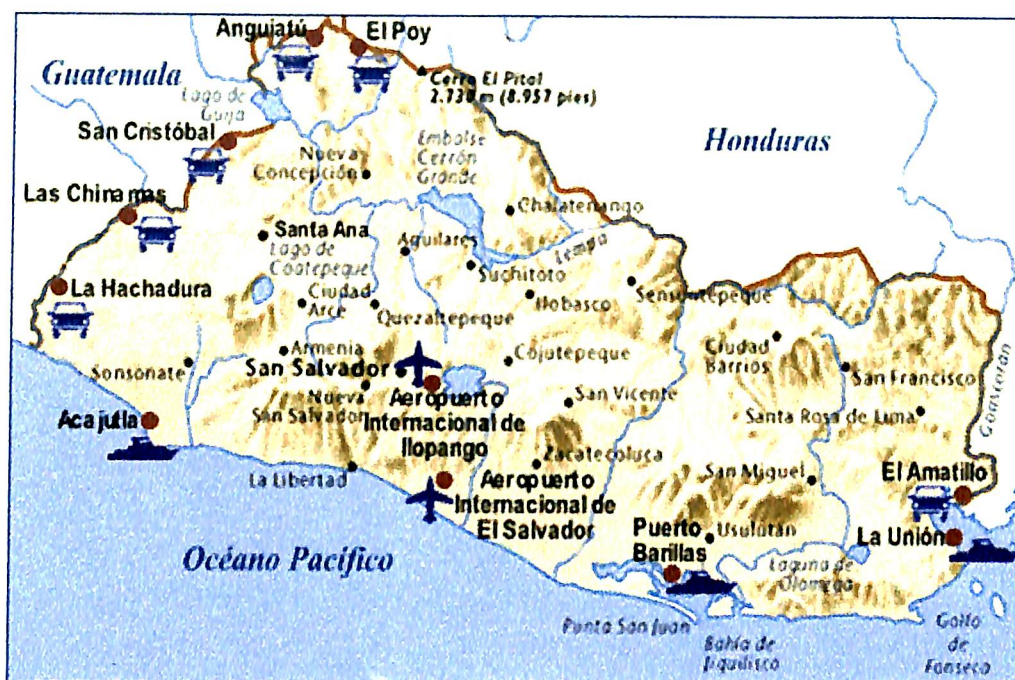 Anguiatú
El Poy
Guatemala
Cerro El Pital
2.730 m (8.957 pies)
Lago de
Guija
San Cristóbal
Honduras
Embalse
Cerrón
Grande
Nueva
Concepción
Las Chinamas
Chalatenango
Santa Ana
Aguilares
Lempa
Lago de
Coatepeque
Suchitoto
La Hachadura
Ciudad
Arce
Quezaltepeque
Ilobasco
Sensuntepeque
Goascorán
Armenia
Cojutepeque
Ciudad
Barrios
Sonsonate
San Salvador
San Francisco
Nueva
San Salvador
Aeropuerto
Internacional de
Ilopango
San Vicente
Santa Rosa de Luma
Acajutla
Zacatecoluca
La Libertad
San Miguel
El Amatillo
Aeropuerto
Internacional de
El Salvador
Puerto
Barillas
Usulután
La Unión
Océano Pacífico
Laguna de
Olomega
Punta San Juan
Bahía de
Jiquilisco
Golfo
de
Fonseca